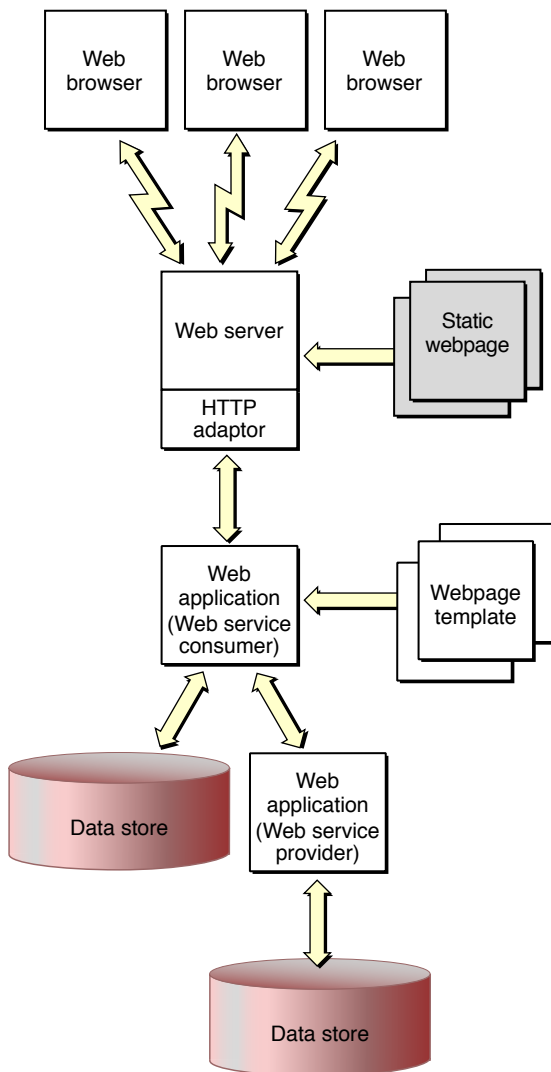 Web
browser
Web
browser
Web
browser
Web server
Static
webpage
HTTP
adaptor
Web
application
(Web service
consumer)
Webpage
template
Data store
Web
application
(Web service
provider)
Data store